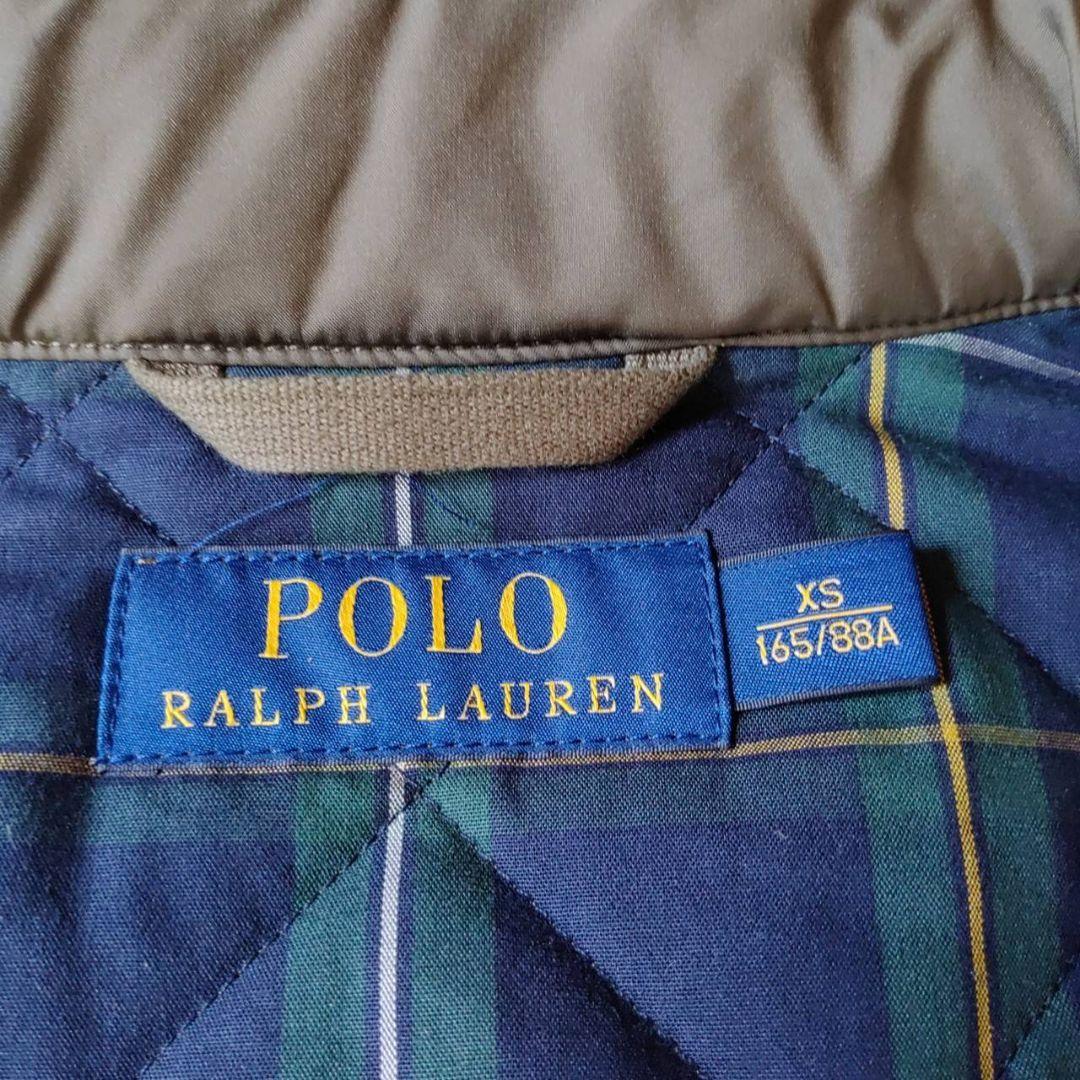 POLO
RALPH LAUREN
XS
165/88A